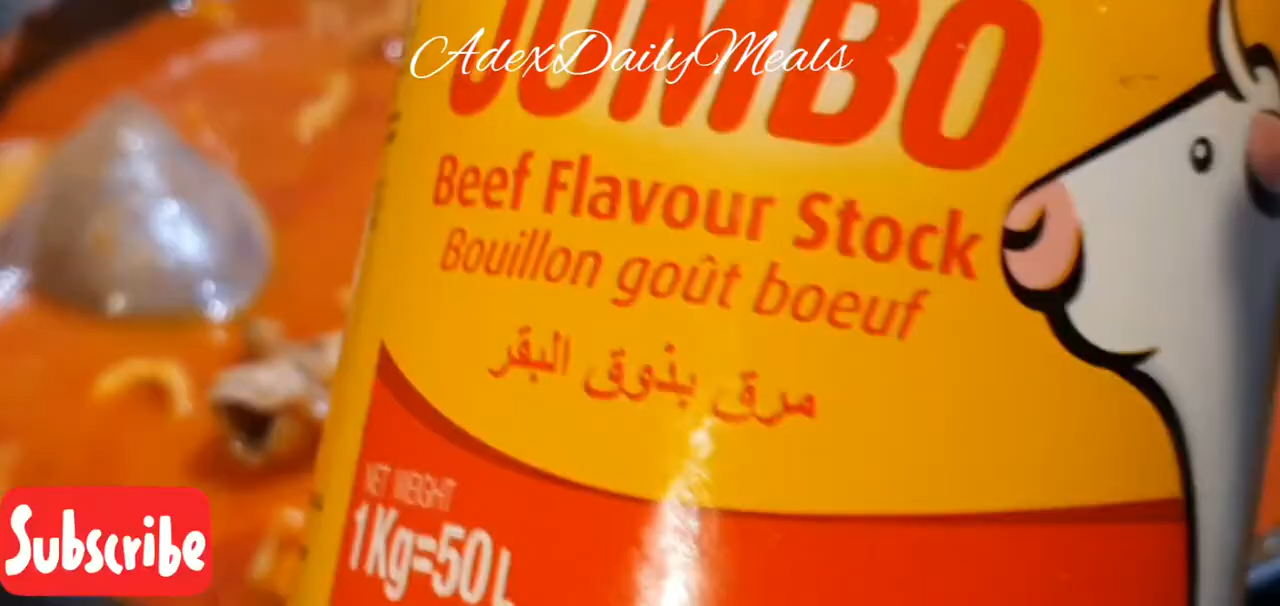 AdexDailyMeals
JUMBO
Beef Flavour Stock
Bouillon goût boeuf
مرق بذوق البقر
NET WEIGHT
1Kg=50L
Subscribe